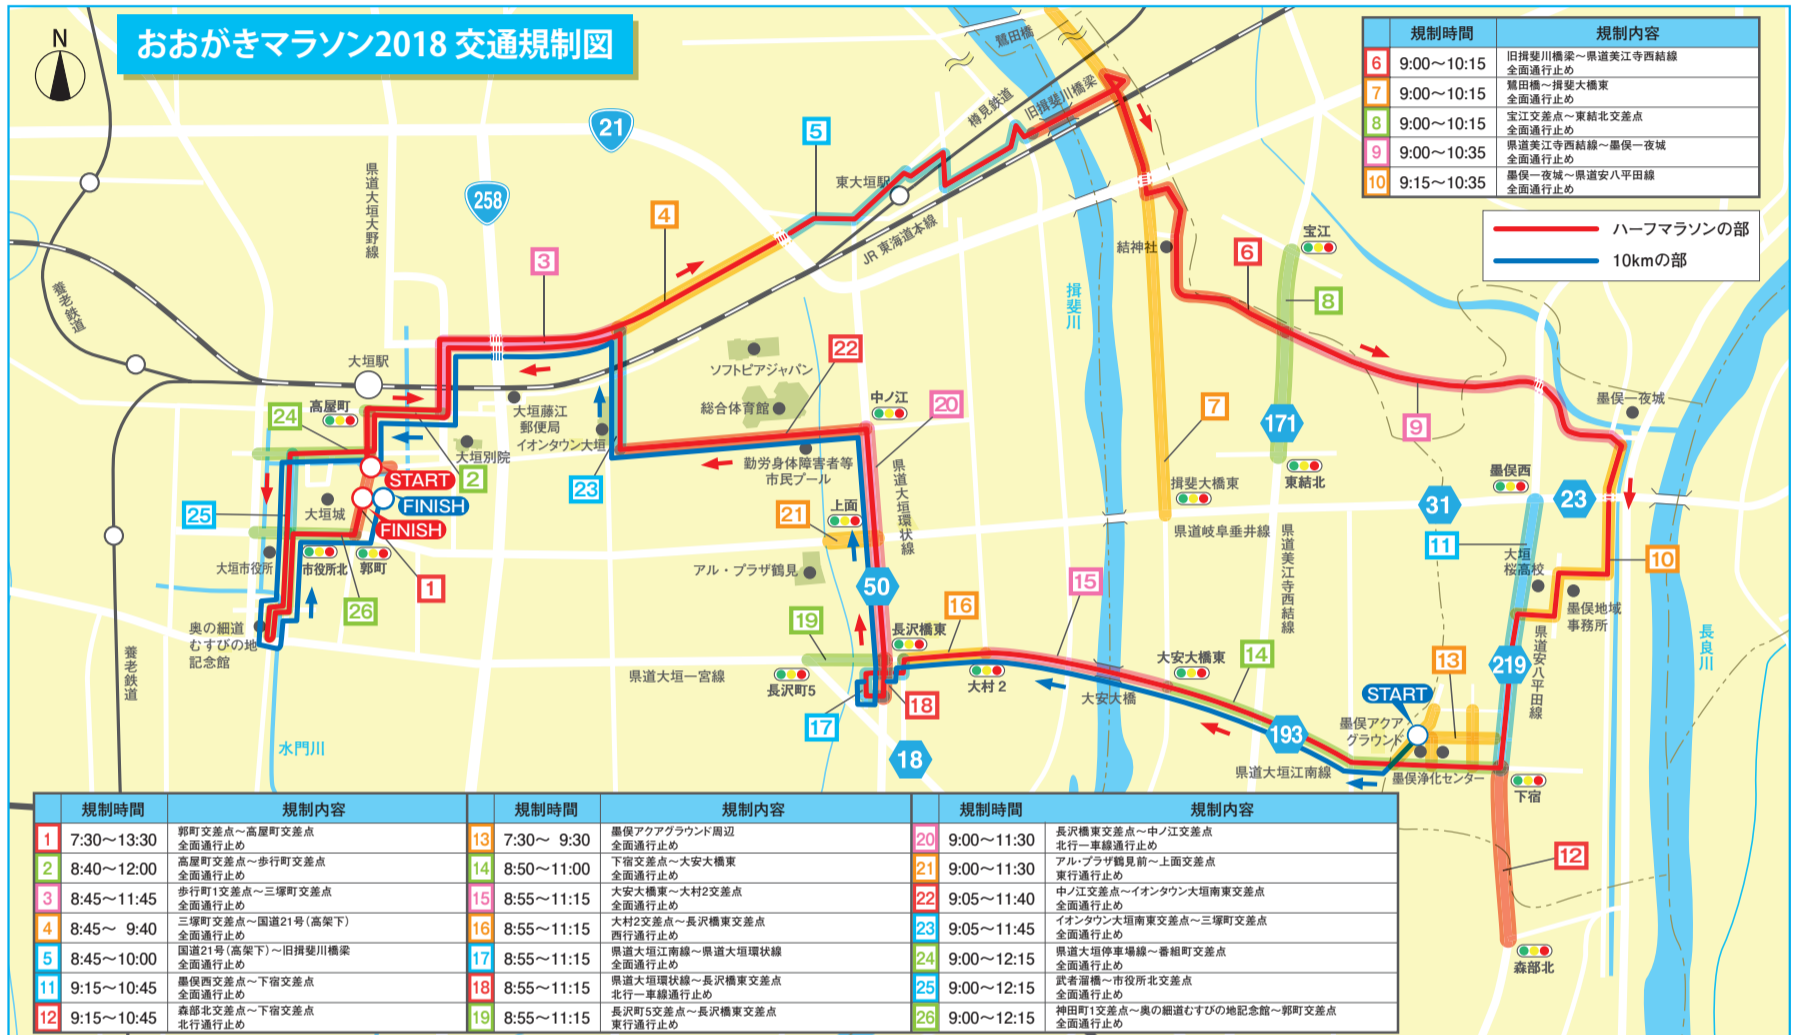 おおがきマラソン2018 交通規制図
N
規制時間 規制内容
6 9:00～10:15 旧揖斐川橋梁～県道美江寺西結線
全面通行止め
7 9:00～10:15 鷺田橋～揖斐大橋東
全面通行止め
8 9:00～10:15 宝江交差点～東結北交差点
全面通行止め
9 9:00～10:35 県道美江寺西結線～墨俣一夜城
全面通行止め
10 9:15～10:35 墨俣一夜城～県道安八平田線
全面通行止め
ハーフマラソンの部
10kmの部
鷺田橋
樽見鉄道
旧揖斐川橋梁
21
5
東大垣駅
JR 東海道本線
県道大垣大野線
258
4
3
養老鉄道
大垣駅
結神社
揖斐川
宝江
6
8
ソフトピアジャパン
22
総合体育館
中ノ江
20
7
171
9
墨俣一夜城
24
高屋町
大垣藤江
郵便局
イオンタウン大垣
大垣別院
2
勤労身体障害者等
市民プール
23
県道大垣環状線
揖斐大橋東
東結北
墨俣西
START
FINISH
FINISH
25
大垣城
上面
21
31
23
県道岐阜垂井線
県道美江寺西結線
11
大垣
桜高校
10
大垣市役所
市役所北
郭町
1
26
アル・プラザ鶴見
50
15
16
19
長沢橋東
墨俣地域
事務所
奥の細道
むすびの地
記念館
養老鉄道
県道大垣一宮線
長沢町5
大村2
大安大橋東
14
219
県道安八平田線
長良川
13
17
18
大安大橋
START
墨俣アクア
グラウンド
193
水門川
18
県道大垣江南線
墨俣浄化センター
下宿
12
森部北
規制時間 規制内容
1 7:30～13:30 郭町交差点～高屋町交差点
全面通行止め
2 8:40～12:00 高屋町交差点～歩行町交差点
全面通行止め
3 8:45～11:45 歩行町1交差点～三塚町交差点
全面通行止め
4 8:45～ 9:40 三塚町交差点～国道21号(高架下)
全面通行止め
5 8:45～10:00 国道21号(高架下)～旧揖斐川橋梁
全面通行止め
11 9:15～10:45 墨俣西交差点～下宿交差点
全面通行止め
12 9:15～10:45 森部北交差点～下宿交差点
北行通行止め
規制時間 規制内容
13 7:30～ 9:30 墨俣アクアグラウンド周辺
全面通行止め
14 8:50～11:00 下宿交差点～大安大橋東
全面通行止め
15 8:55～11:15 大安大橋東～大村2交差点
全面通行止め
16 8:55～11:15 大村2交差点～長沢橋東交差点
西行通行止め
17 8:55～11:15 県道大垣江南線～県道大垣環状線
全面通行止め
18 8:55～11:15 県道大垣環状線～長沢橋東交差点
北行一車線通行止め
19 8:55～11:15 長沢町5交差点～長沢橋東交差点
東行通行止め
規制時間 規制内容
20 9:00～11:30 長沢橋東交差点～中ノ江交差点
北行一車線通行止め
21 9:00～11:30 アル・プラザ鶴見前～上面交差点
東行通行止め
22 9:05～11:40 中ノ江交差点～イオンタウン大垣南東交差点
全面通行止め
23 9:05～11:45 イオンタウン大垣南東交差点～三塚町交差点
全面通行止め
24 9:00～12:15 県道大垣停車場線～番組町交差点
全面通行止め
25 9:00～12:15 武者溜橋～市役所北交差点
全面通行止め
26 9:00～12:15 神田町1交差点～奥の細道むすびの地記念館～郭町交差点
全面通行止め